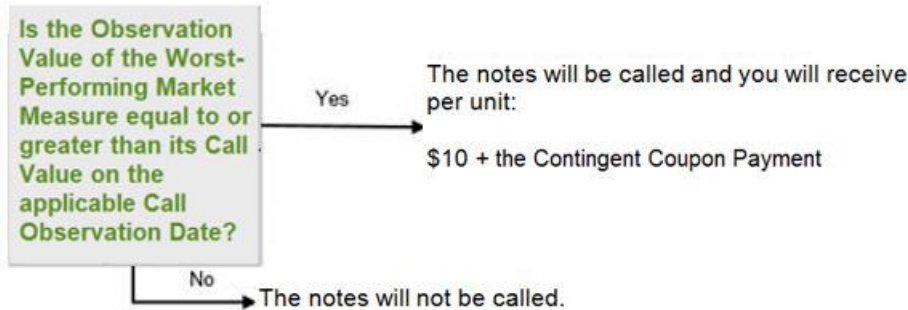 Is the Observation
Value of the Worst-
Performing Market
Measure equal to or
greater than its Call
Value on the
applicable Call
Observation Date?
Yes
The notes will be called and you will receive
per unit:
$10 + the Contingent Coupon Payment
No
The notes will not be called.